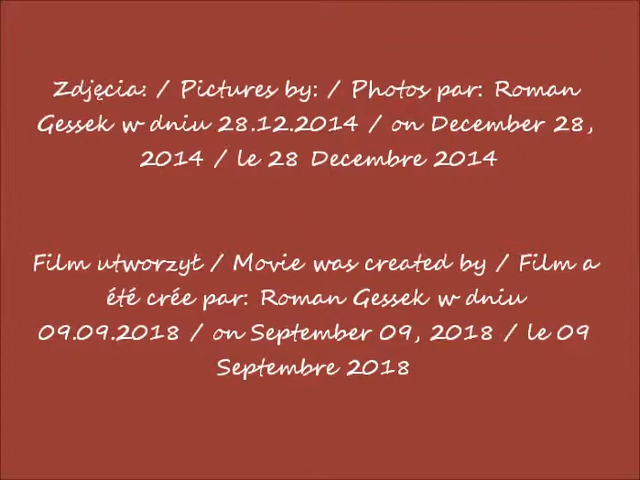 Zdjęcia: / Pictures by: / Photos par: Roman
Gessek w dniu 28.12.2014 / on December 28,
2014 / le 28 Decembre 2014
Film utworzył / Movie was created by / Film a
été crée par: Roman Gessek w dniu
09.09.2018 / on September 09, 2018 / le 09
Septembre 2018